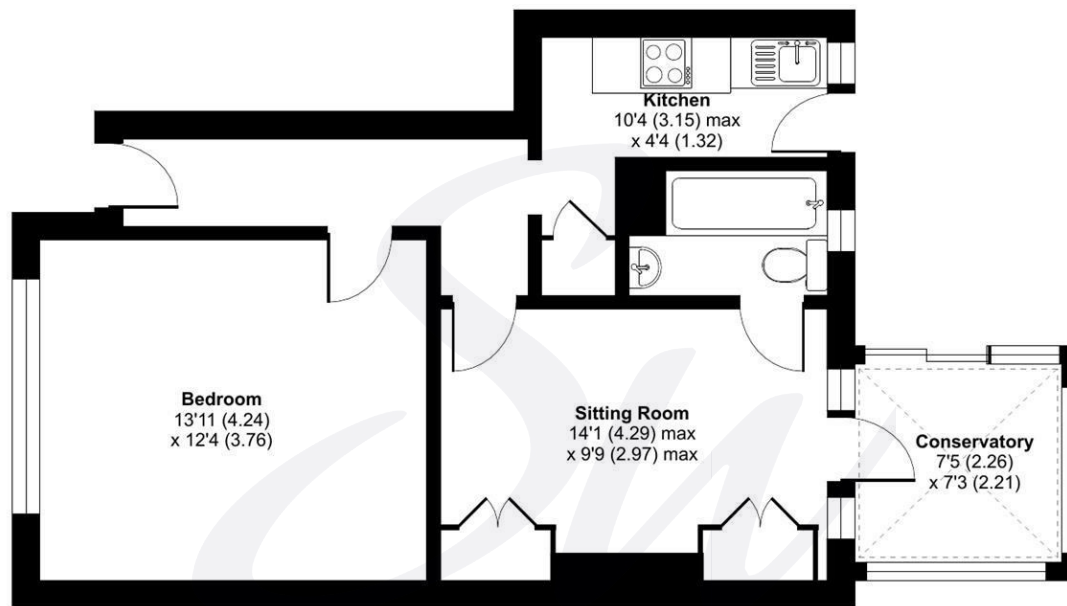 Kitchen
10'4 (3.15) max
x 4'4 (1.32)
Bedroom
13'11 (4.24)
x 12'4 (3.76)
Sitting Room
14'1 (4.29) max
x 9'9 (2.97) max
Conservatory
7'5 (2.26)
x 7'3 (2.21)
Sw